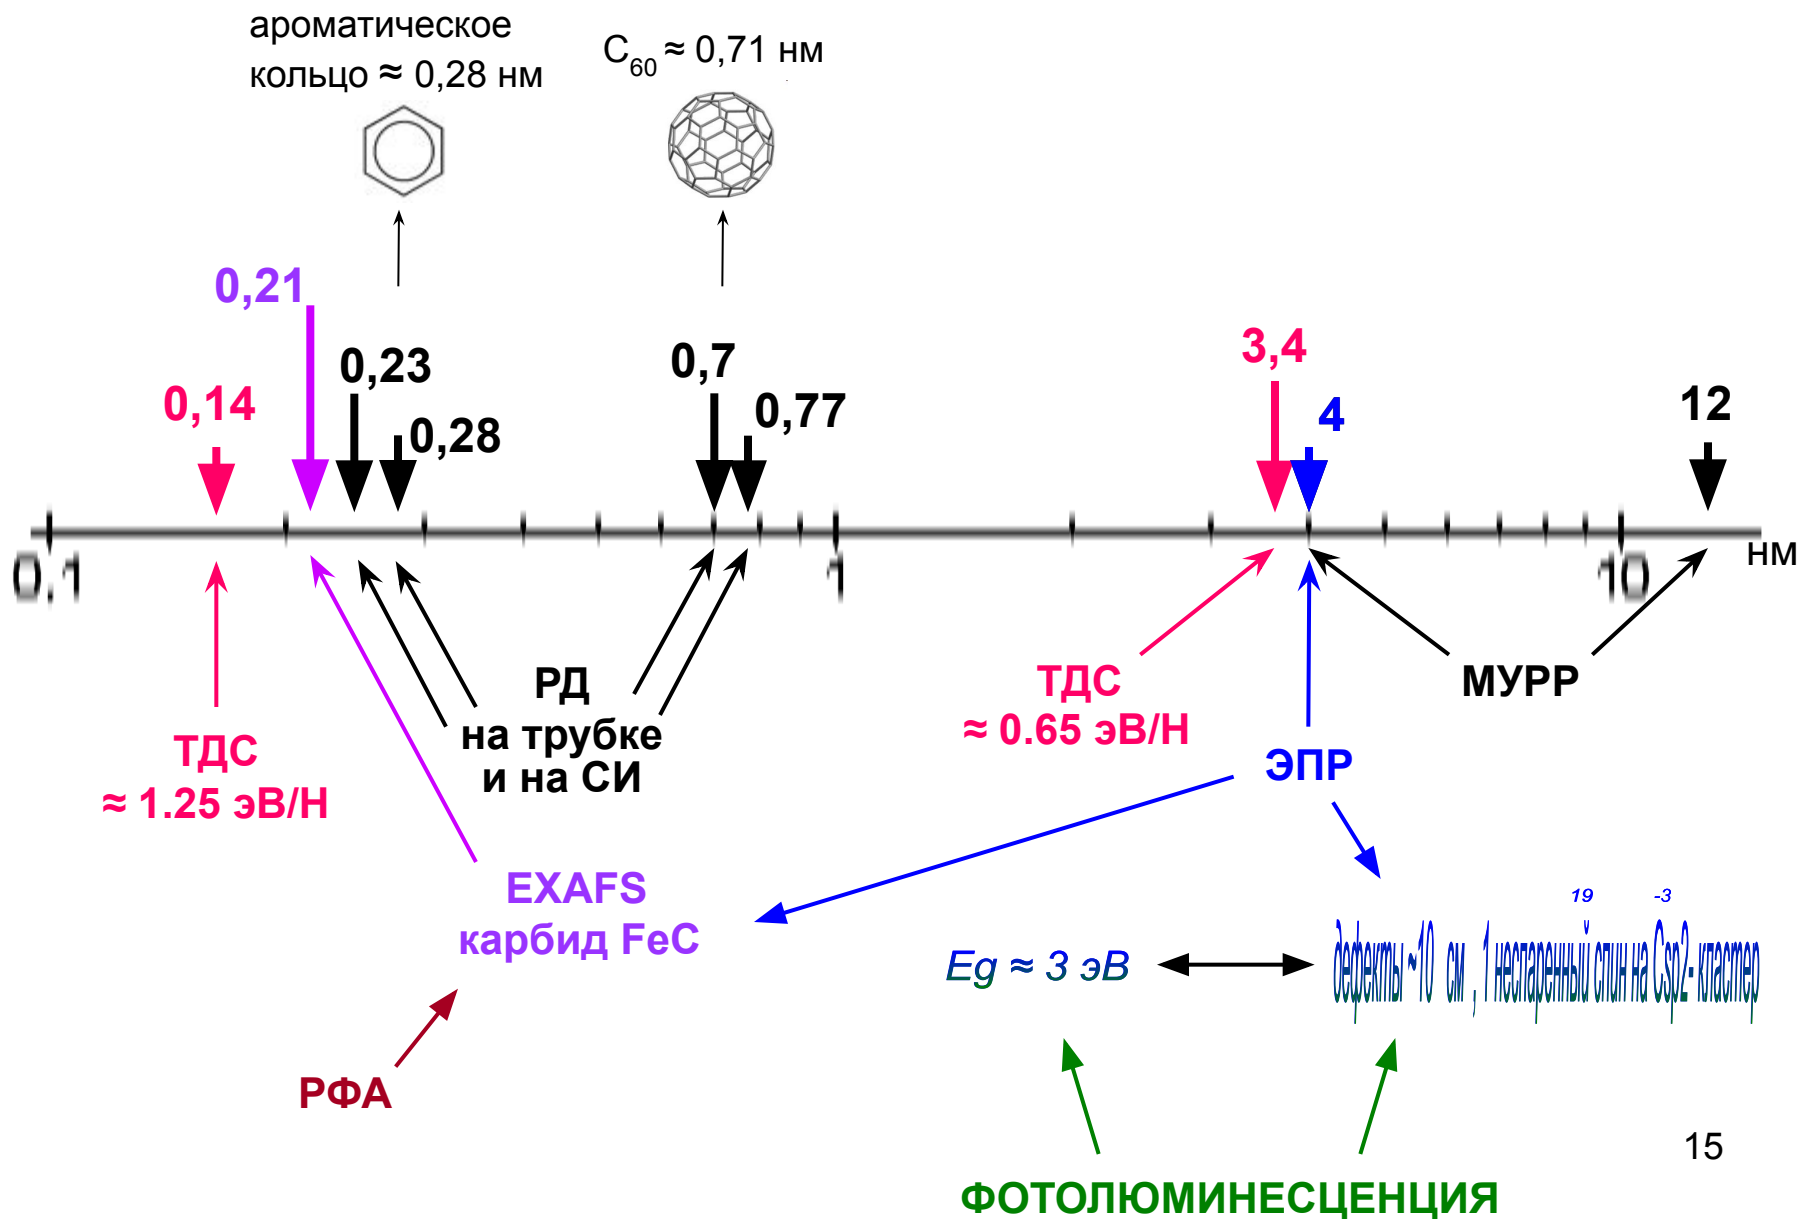 ароматическое
кольцо ≈ 0,28 нм
C60 ≈ 0,71 нм
0,21
0,23
0,7
3,4
0,14
0,28
0,77
4
12
0.1
1
10
нм
РД
на трубке
и на СИ
ТДС
≈ 0.65 эВ/Н
МУРР
ТДС
≈ 1.25 эВ/Н
ЭПР
EXAFS
карбид FeC
Eg ≈ 3 эВ
дефекты ~10^19 см^-3, 1 неспаренный спин на Csp2- кластер
РФА
15
ФОТОЛЮМИНЕСЦЕНЦИЯ